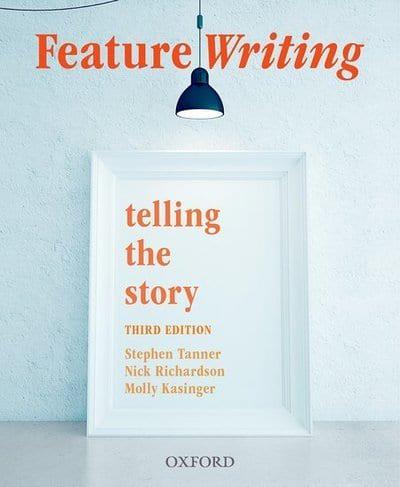 Feature Writing
telling
the
story
THIRD EDITION
Stephen Tanner
Nick Richardson
Molly Kasinger
OXFORD